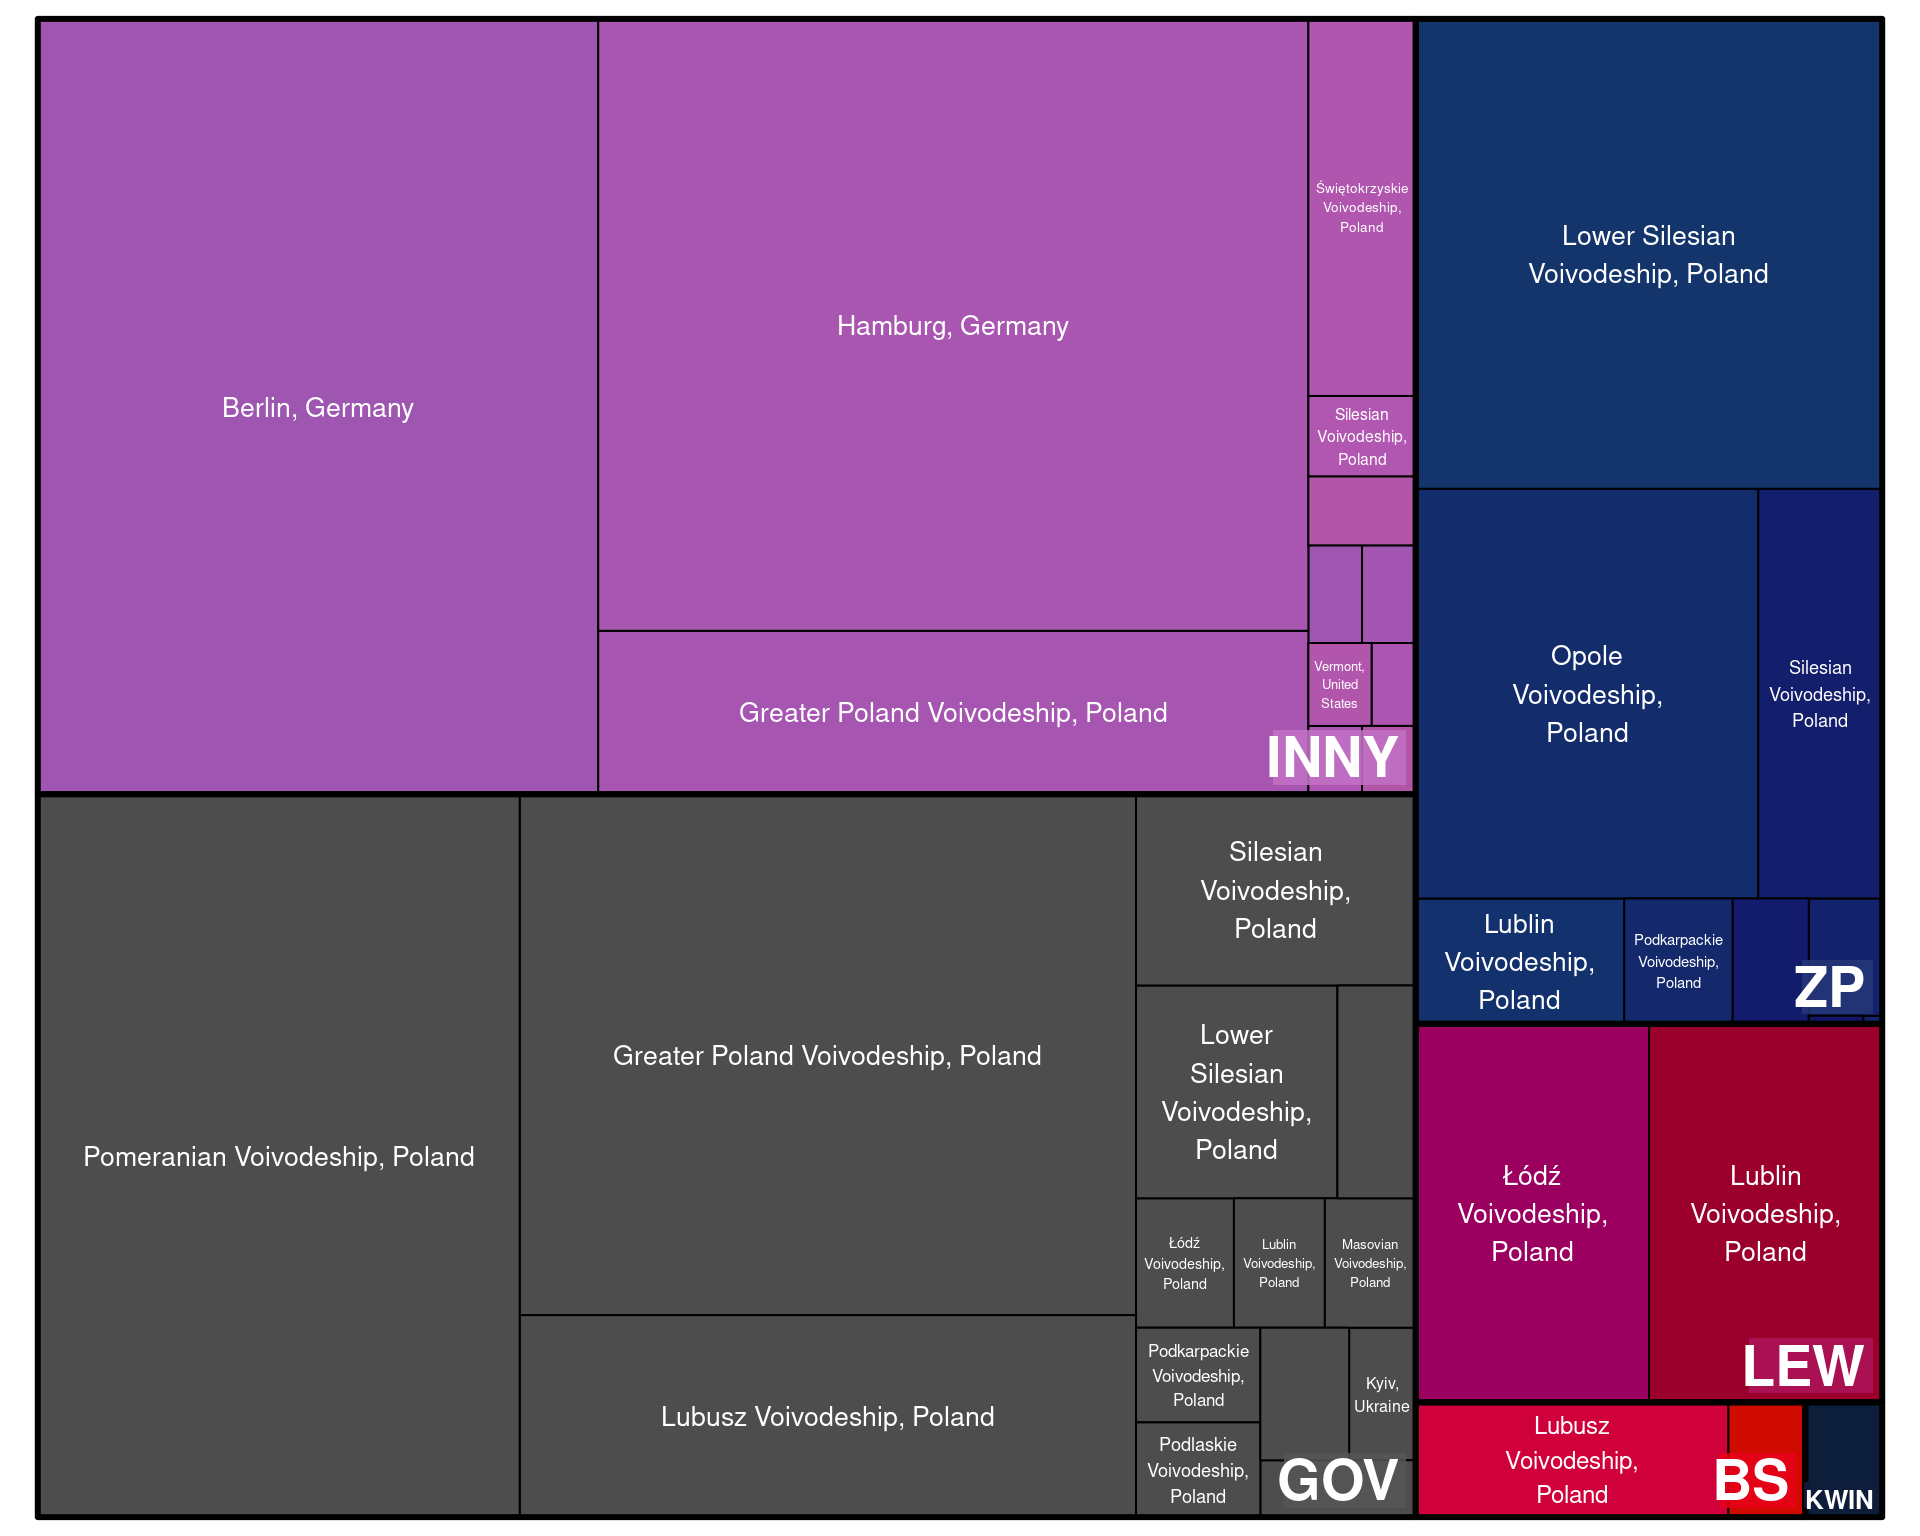 Berlin, Germany
Hamburg, Germany
Greater Poland Voivodeship, Poland
Świętokrzyskie
Voivodeship,
Poland
Silesian
Voivodeship,
Poland
Vermont,
United
States
INNY
Pomeranian Voivodeship, Poland
Greater Poland Voivodeship, Poland
Lubusz Voivodeship, Poland
Silesian
Voivodeship,
Poland
Lower
Silesian
Voivodeship,
Poland
Łódź
Voivodeship,
Poland
Lublin
Voivodeship,
Poland
Masovian
Voivodeship,
Poland
Podkarpackie
Voivodeship,
Poland
Kyiv,
Ukraine
Podlaskie
Voivodeship,
Poland
GOV
Lower Silesian
Voivodeship, Poland
Opole
Voivodeship,
Poland
Silesian
Voivodeship,
Poland
Lublin
Voivodeship,
Poland
Podkarpackie
Voivodeship,
Poland
ZP
Łódź
Voivodeship,
Poland
Lublin
Voivodeship,
Poland
LEW
Lubusz
Voivodeship,
Poland
BS
KWIN